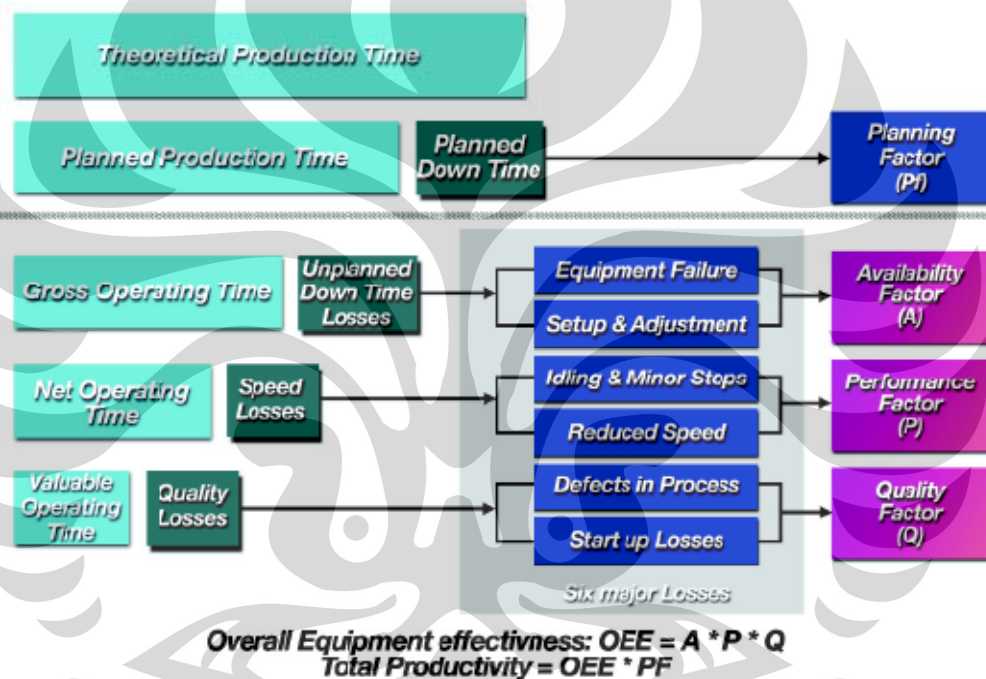 Theoretical Production Time
Planned Production Time
Planned
Down Time
Planning
Factor
(Pf)
Gross Operating Time
Unplanned
Down Time
Losses
Equipment Failure
Setup & Adjustment
Availability
Factor
(A)
Net Operating
Time
Speed
Losses
Idling & Minor Stops
Reduced Speed
Performance
Factor
(P)
Valuable
Operating
Time
Quality
Losses
Defects in Process
Start up Losses
Quality
Factor
(Q)
Six major Losses
Overall Equipment effectivness: OEE = A * P * Q
Total Productivity = OEE * PF